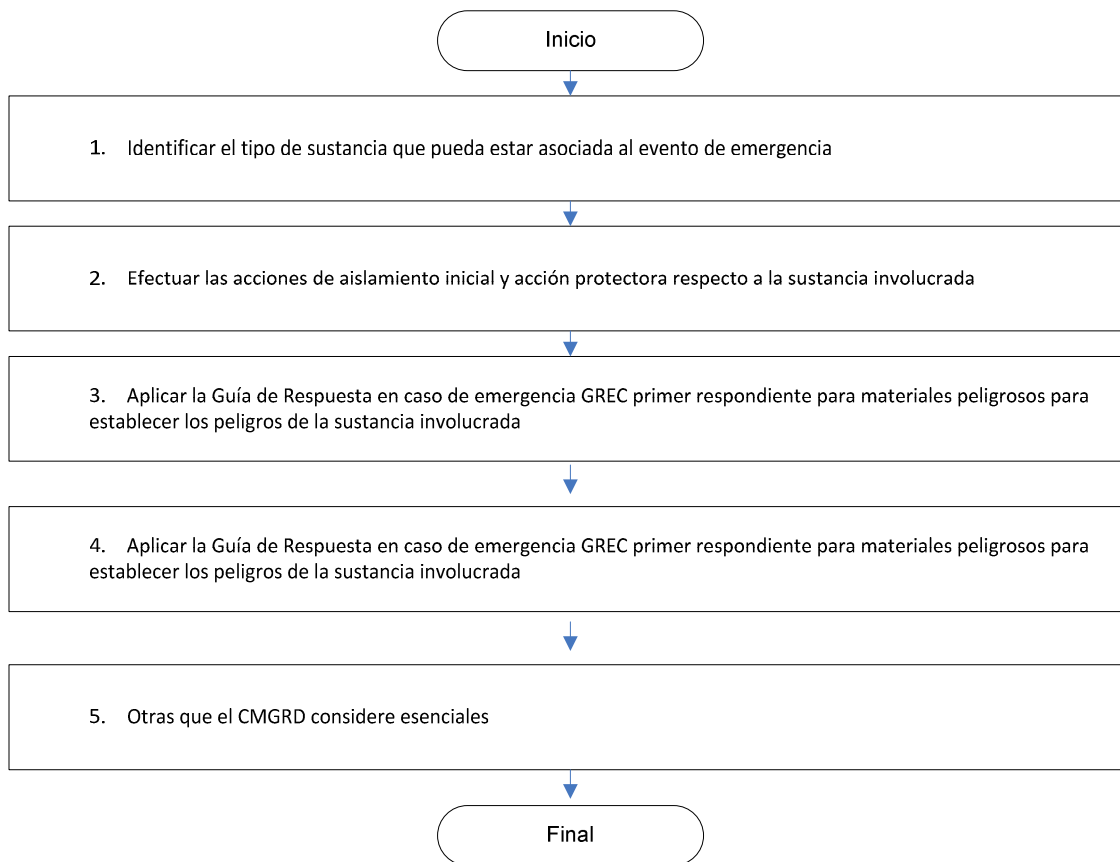 Inicio
1. Identificar el tipo de sustancia que pueda estar asociada al evento de emergencia
2. Efectuar las acciones de aislamiento inicial y acción protectora respecto a la sustancia involucrada
3. Aplicar la Guía de Respuesta en caso de emergencia GREC primer respondiente para materiales peligrosos para
establecer los peligros de la sustancia involucrada
4. Aplicar la Guía de Respuesta en caso de emergencia GREC primer respondiente para materiales peligrosos para
establecer los peligros de la sustancia involucrada
5. Otras que el CMGRD considere esenciales
Final